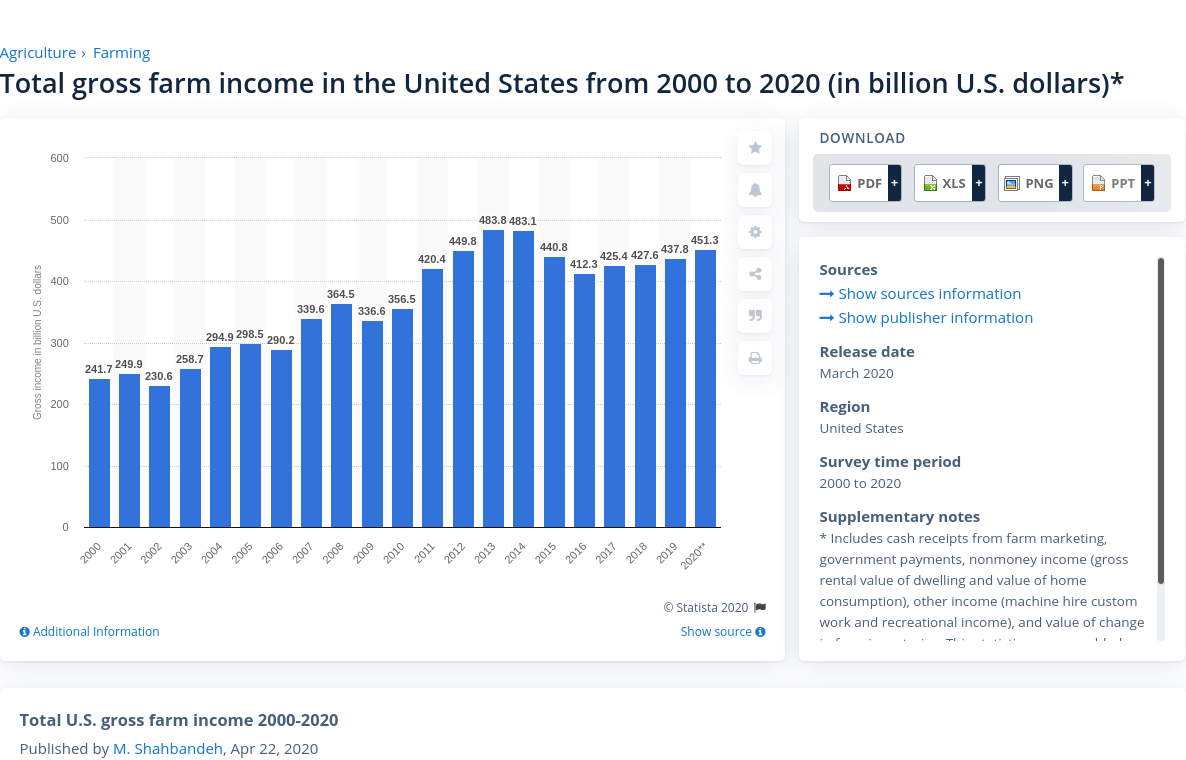 Agriculture › Farming
Total gross farm income in the United States from 2000 to 2020 (in billion U.S. dollars)*
Gross income in billion U.S. dollars
600
500
400
300
200
100
0
241.7
249.9
230.6
258.7
294.9
298.5
290.2
339.6
364.5
336.6
356.5
420.4
449.8
483.8
483.1
440.8
412.3
425.4
427.6
437.8
451.3
2000
2001
2002
2003
2004
2005
2006
2007
2008
2009
2010
2011
2012
2013
2014
2015
2016
2017
2018
2019
2020**
© Statista 2020
Additional Information
Show source
DOWNLOAD
PDF +
XLS +
PNG +
PPT +
Sources
Show sources information
Show publisher information
Release date
March 2020
Region
United States
Survey time period
2000 to 2020
Supplementary notes
* Includes cash receipts from farm marketing,
government payments, nonmoney income (gross
rental value of dwelling and value of home
consumption), other income (machine hire custom
work and recreational income), and value of change
Total U.S. gross farm income 2000-2020
Published by M. Shahbandeh, Apr 22, 2020